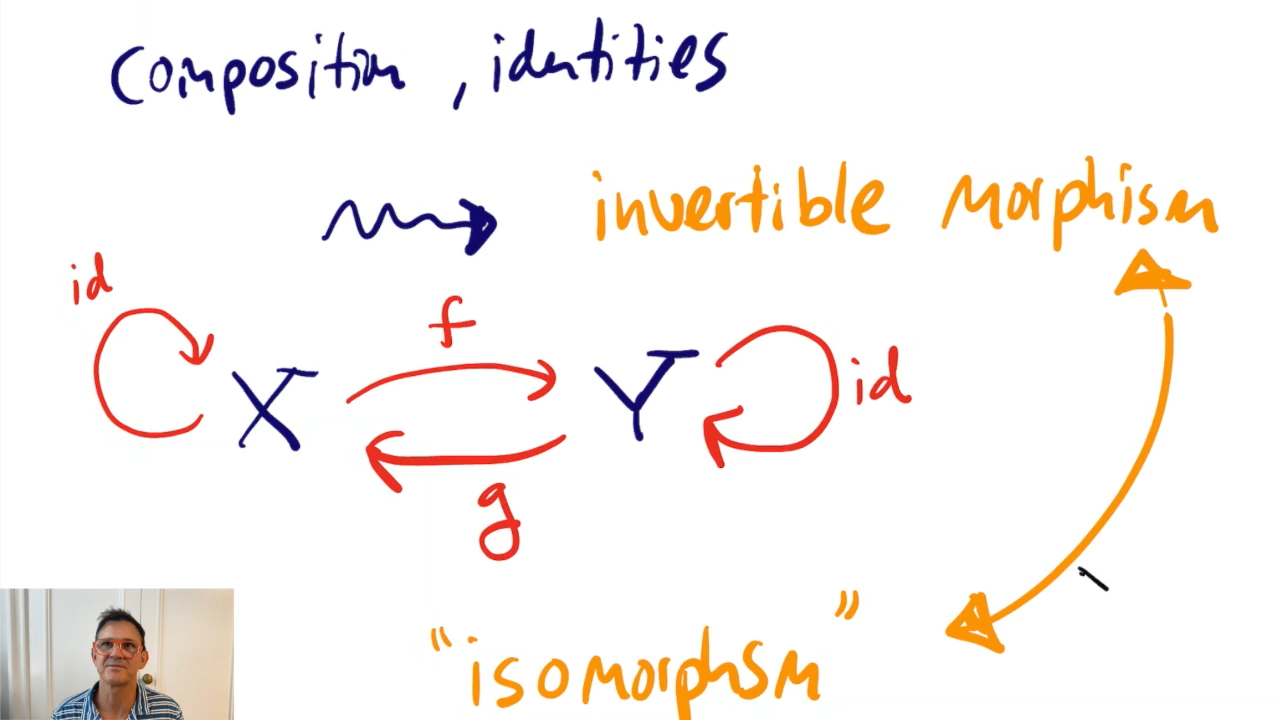 composition, identities
invertible morphism
id
f
X Y id
g
"isomorphsm"